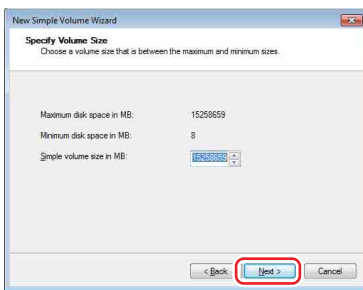 New Simple Volume Wizard
Specify Volume Size
Choose a volume size that is between the maximum and minimum sizes.
Maximum disk space in MB: 15258659
Minimum disk space in MB: 8
Simple volume size in MB: 15258659
< Back Next > Cancel